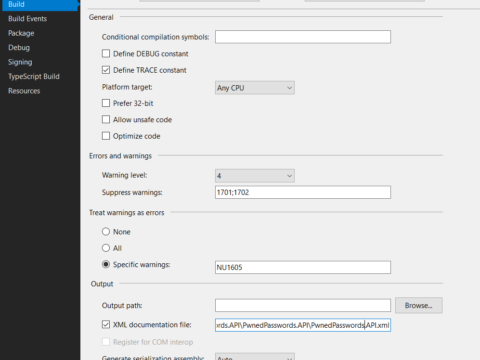 Build
Build Events
Package
Debug
Signing
TypeScript Build
Resources
General
Conditional compilation symbols:
Define DEBUG constant
Define TRACE constant
Platform target:
Any CPU
Prefer 32-bit
Allow unsafe code
Optimize code
Errors and warnings
Warning level:
4
Suppress warnings:
1701;1702
Treat warnings as errors
None
All
Specific warnings:
NU1605
Output
Output path:
Browse...
XML documentation file:
rds.API\PwnedPasswords.API\PwnedPasswords.API.xml
Register for COM interop
Generate serialization assembly:
Auto